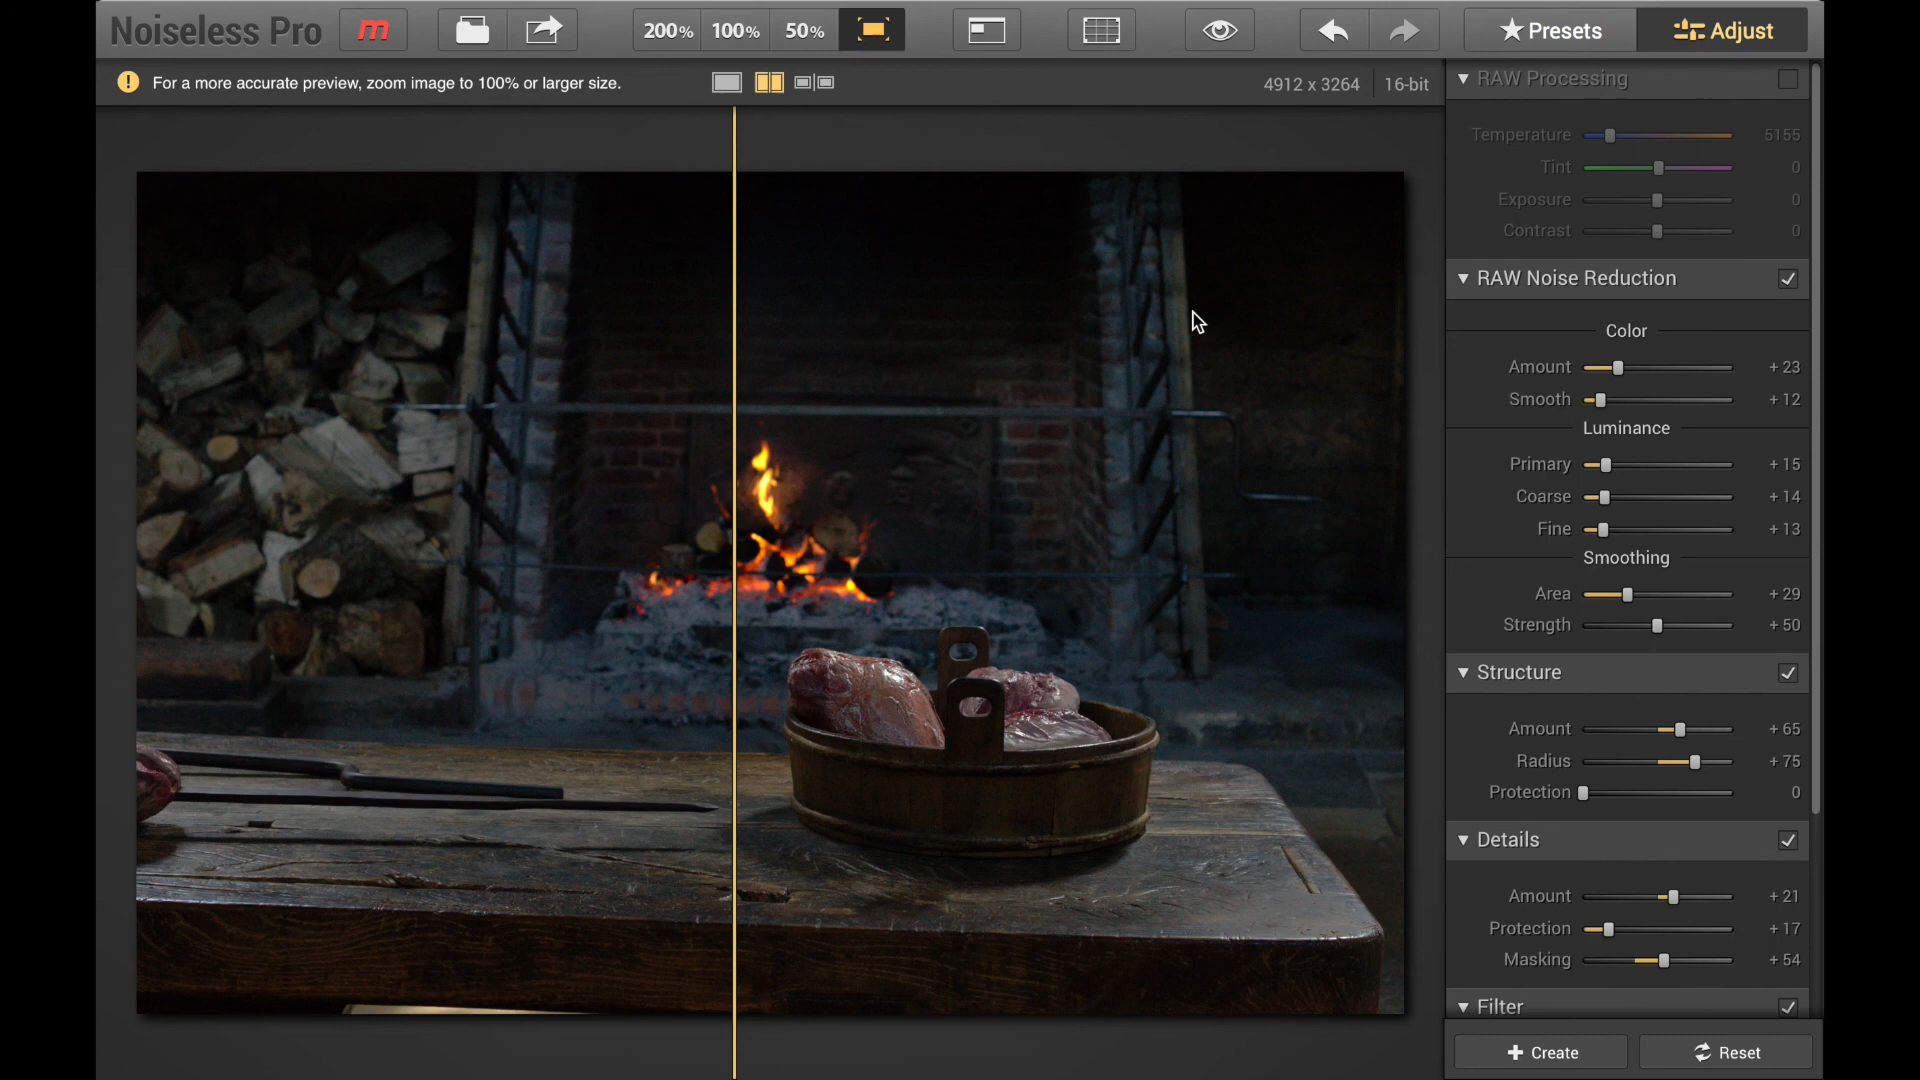 Noiseless Pro
m
200%
100%
50%
Presets
Adjust
For a more accurate preview, zoom image to 100% or larger size.
4912 x 3264
16-bit
RAW Processing
Temperature 5155
Tint 0
Exposure 0
Contrast 0
RAW Noise Reduction
Color
Amount + 23
Smooth + 12
Luminance
Primary + 15
Coarse + 14
Fine + 13
Smoothing
Area + 29
Strength + 50
Structure
Amount + 65
Radius + 75
Protection 0
Details
Amount + 21
Protection + 17
Masking + 54
Filter
Create
Reset